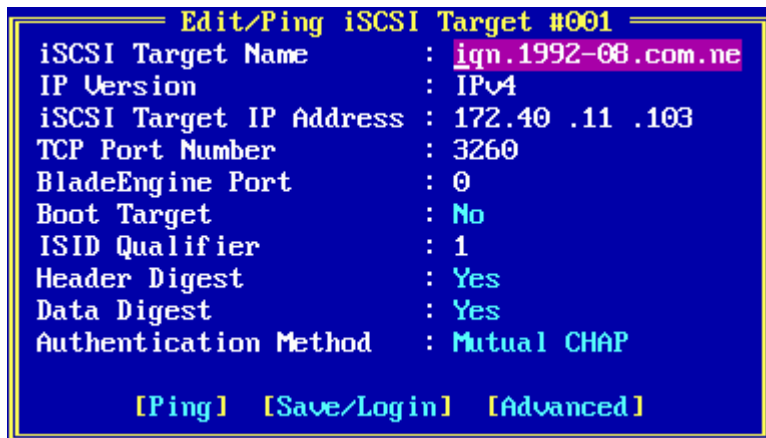 Edit/Ping iSCSI Target #001
iSCSI Target Name : iqn.1992-08.com.ne
IP Version : IPv4
iSCSI Target IP Address : 172.40 .11 .103
TCP Port Number : 3260
BladeEngine Port : 0
Boot Target : No
ISID Qualifier : 1
Header Digest : Yes
Data Digest : Yes
Authentication Method : Mutual CHAP
[Ping] [Save/Login] [Advanced]